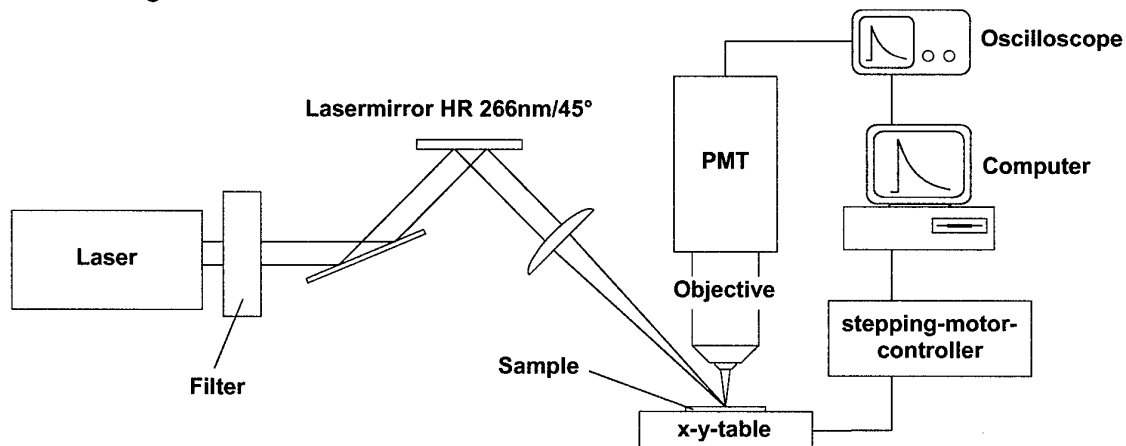 Oscilloscope
Lasermirror HR 266nm/45°
PMT
Computer
Laser
Objective
stepping-motor-
controller
Sample
Filter
x-y-table